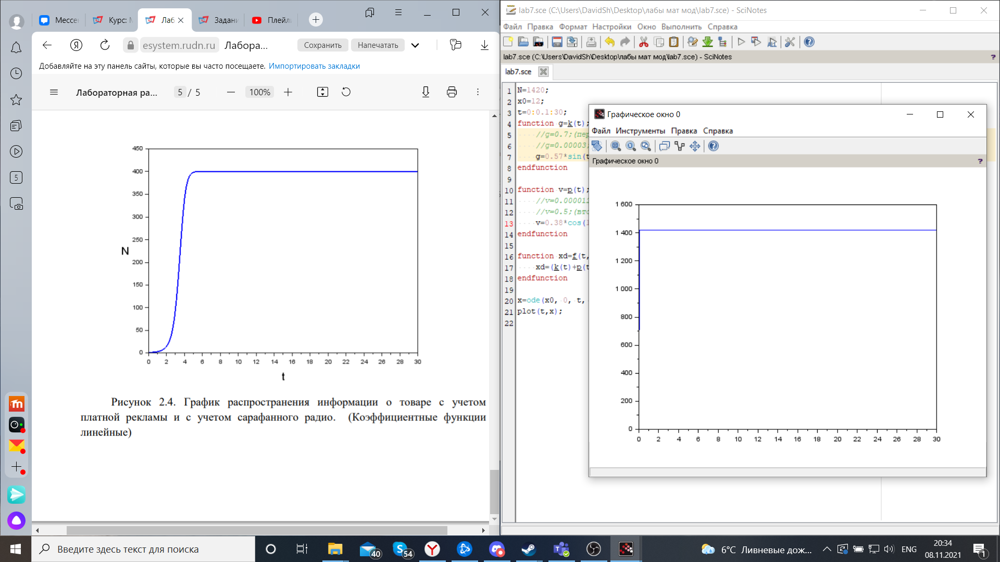 Мессе
Курс: М
Лаб
Задани
Плейл
esystem.rudn.ru
Лабора...
Сохранить
Напечатать
Добавляйте на эту панель сайты, которые вы часто посещаете. Импортировать закладки
Лабораторная ра...
5 / 5
100%
450
400
350
300
250
200
150
100
50
0
N
0 2 4 6 8 10 12 14 16 18 20 22 24 26 28 30
t
Рисунок 2.4. График распространения информации о товаре с учетом
платной рекламы и с учетом сарафанного радио. (Коэффициентные функции
линейные)
5
lab7.sce (C:\Users\DavidSh\Desktop\лабы мат мод\lab7.sce) - SciNotes
Файл Правка Формат Настройки Окно Выполнить Справка
lab7.sce (C:\Users\DavidSh\Desktop\лабы мат мод\lab7.sce) - SciNotes
?
lab7.sce
1 N=1420;
2 x0=12;
3 t=0:0.1:30;
4 function g=k(t);
5 //g=0.7;(пер
6 //g=0.00003;
7 g=0.57*sin(t
8 endfunction
9
10 function v=p(t);
11 //v=0.000012
12 //v=0.5;(вто
13 v=0.38*cos(1
14 endfunction
15
16 function xd=f(t,
17 xd=(k(t)+p(t
18 endfunction
19
20 x=ode(x0, 0, t,
21 plot(t,x);
22
Графическое окно 0
Файл Инструменты Правка Справка
Графическое окно 0
?
1 600
1 400
1 200
1 000
800
600
400
200
0
0 2 4 6 8 10 12 14 16 18 20 22 24 26 28 30
Введите здесь текст для поиска
40
54
6°C Ливневые дож...
ENG
20:34
08.11.2021
1